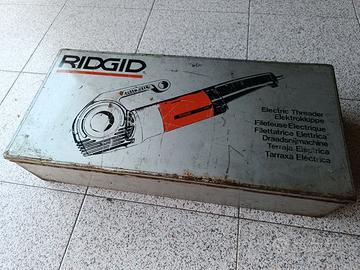 RIDGID
Electric Threader
Elektrokluppe
Fileteuse Electrique
Filettatrice Elettrica
Draadsnijmachine
Terraja Eléctrica
Tarraxa Eléctrica